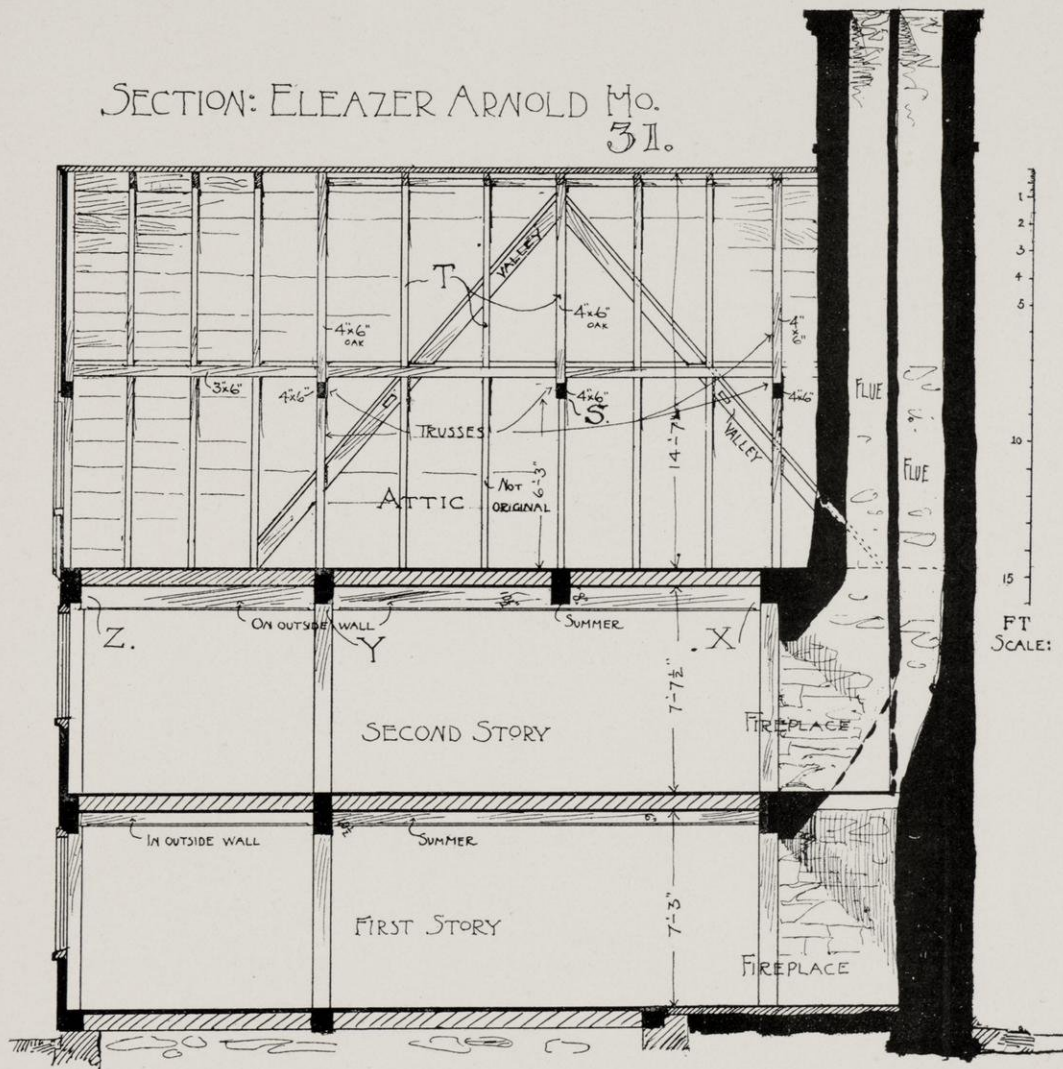 SECTION: ELEAZER ARNOLD HO.
31.
VALLEY
T
4"x6"
OAK
4"x6"
OAK
4"
6"
3"x6"
4"x6"
4"x6"
S.
4"x6"
TRUSSES
VALLEY
14'-7"
6'-3"
NOT
ORIGINAL
ATTIC
FLUE
FLUE
1
2
3
4
5
10
15
FT
SCALE:
ON OUTSIDE WALL
SUMMER
Z.
Y
X
7'-7½"
SECOND STORY
FIREPLACE
IN OUTSIDE WALL
SUMMER
7'-3"
FIRST STORY
FIREPLACE